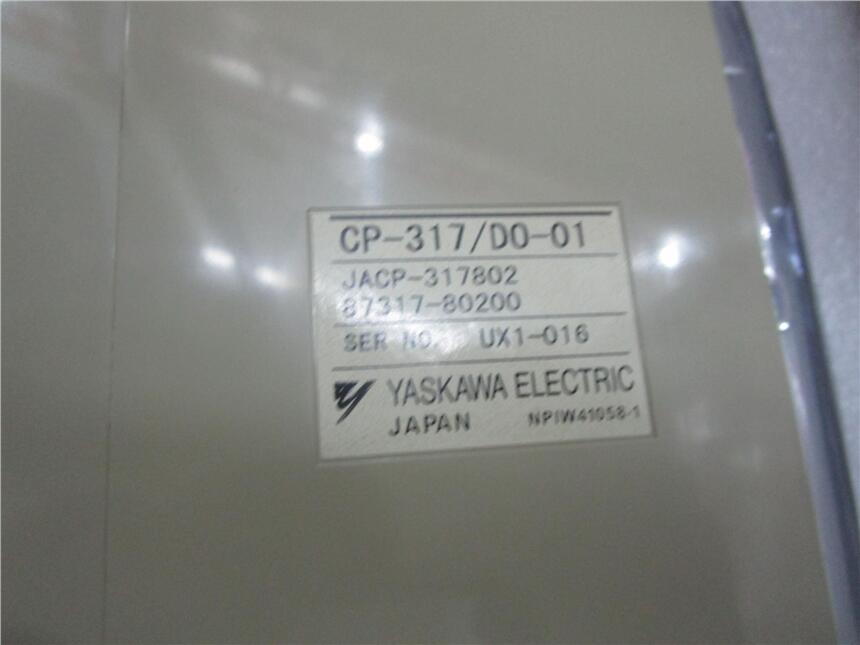 CP-317/DO-01
JACP-317802
87317-80200
SER NO. UX1-016
YASKAWA ELECTRIC
JAPAN NPIW41058-1